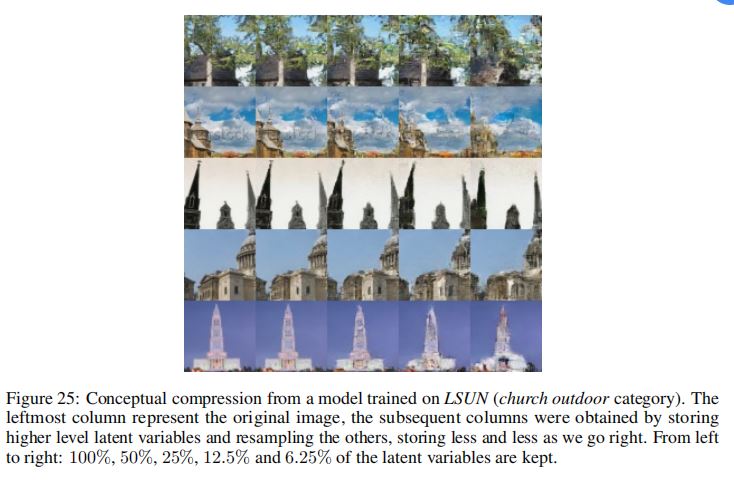 Figure 25: Conceptual compression from a model trained on LSUN (church outdoor category). The
leftmost column represent the original image, the subsequent columns were obtained by storing
higher level latent variables and resampling the others, storing less and less as we go right. From left
to right: 100%, 50%, 25%, 12.5% and 6.25% of the latent variables are kept.